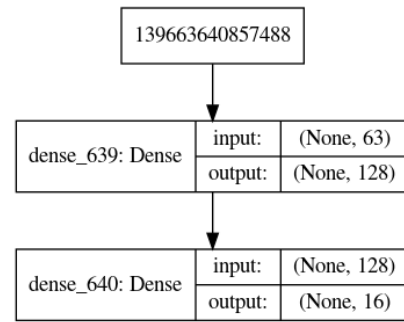 139663640857488
dense_639: Dense
input:
(None, 63)
output:
(None, 128)
dense_640: Dense
input:
(None, 128)
output:
(None, 16)